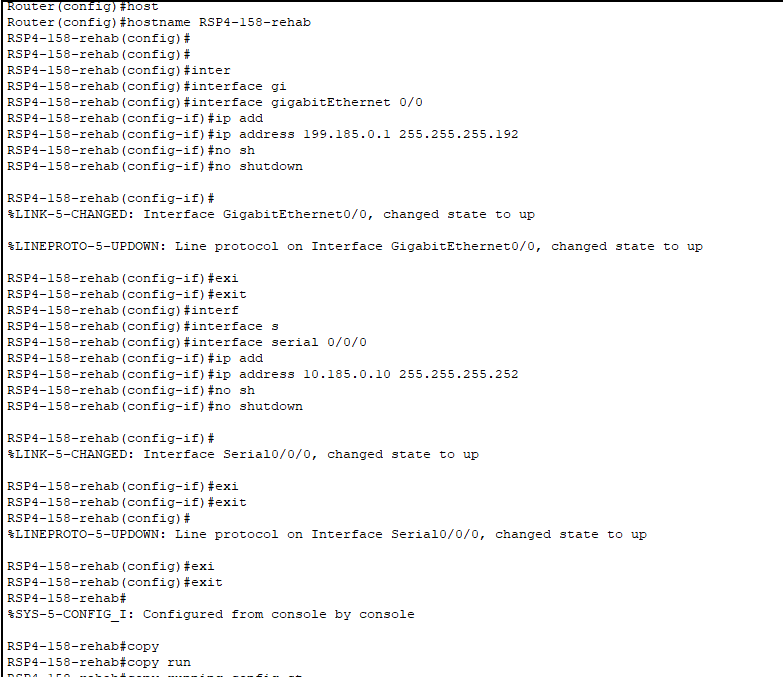 Router(config)#host
Router(config)#hostname RSP4-158-rehab
RSP4-158-rehab(config)#
RSP4-158-rehab(config)#
RSP4-158-rehab(config)#inter
RSP4-158-rehab(config)#interface gi
RSP4-158-rehab(config)#interface gigabitEthernet 0/0
RSP4-158-rehab(config-if)#ip add
RSP4-158-rehab(config-if)#ip address 199.185.0.1 255.255.255.192
RSP4-158-rehab(config-if)#no sh
RSP4-158-rehab(config-if)#no shutdown
RSP4-158-rehab(config-if)#
%LINK-5-CHANGED: Interface GigabitEthernet0/0, changed state to up
%LINEPROTO-5-UPDOWN: Line protocol on Interface GigabitEthernet0/0, changed state to up
RSP4-158-rehab(config-if)#exi
RSP4-158-rehab(config-if)#exit
RSP4-158-rehab(config)#interf
RSP4-158-rehab(config)#interface s
RSP4-158-rehab(config)#interface serial 0/0/0
RSP4-158-rehab(config-if)#ip add
RSP4-158-rehab(config-if)#ip address 10.185.0.10 255.255.255.252
RSP4-158-rehab(config-if)#no sh
RSP4-158-rehab(config-if)#no shutdown
RSP4-158-rehab(config-if)#
%LINK-5-CHANGED: Interface Serial0/0/0, changed state to up
RSP4-158-rehab(config-if)#exi
RSP4-158-rehab(config-if)#exit
RSP4-158-rehab(config)#
%LINEPROTO-5-UPDOWN: Line protocol on Interface Serial0/0/0, changed state to up
RSP4-158-rehab(config)#exi
RSP4-158-rehab(config)#exit
RSP4-158-rehab#
%SYS-5-CONFIG_I: Configured from console by console
RSP4-158-rehab#copy
RSP4-158-rehab#copy run
RSP4-158-rehab#copy running-config st